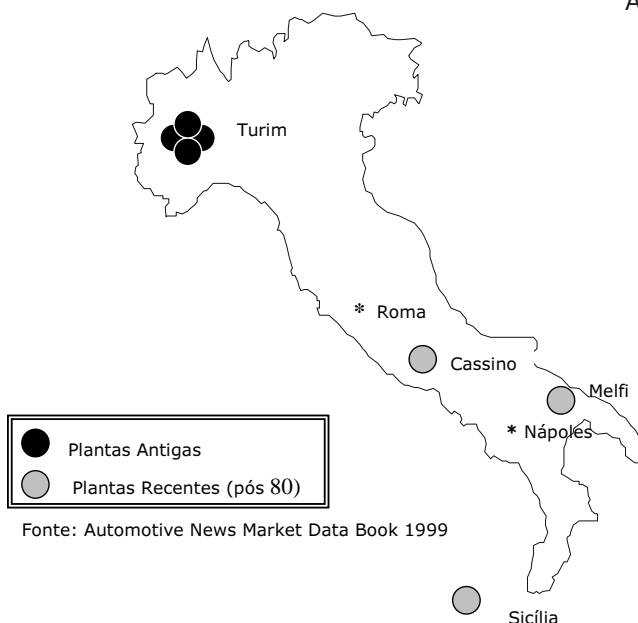 A
Turim
* Roma
Cassino
Melfi
* Nápoles
Plantas Antigas
Plantas Recentes (pós 80)
Fonte: Automotive News Market Data Book 1999
Sicília